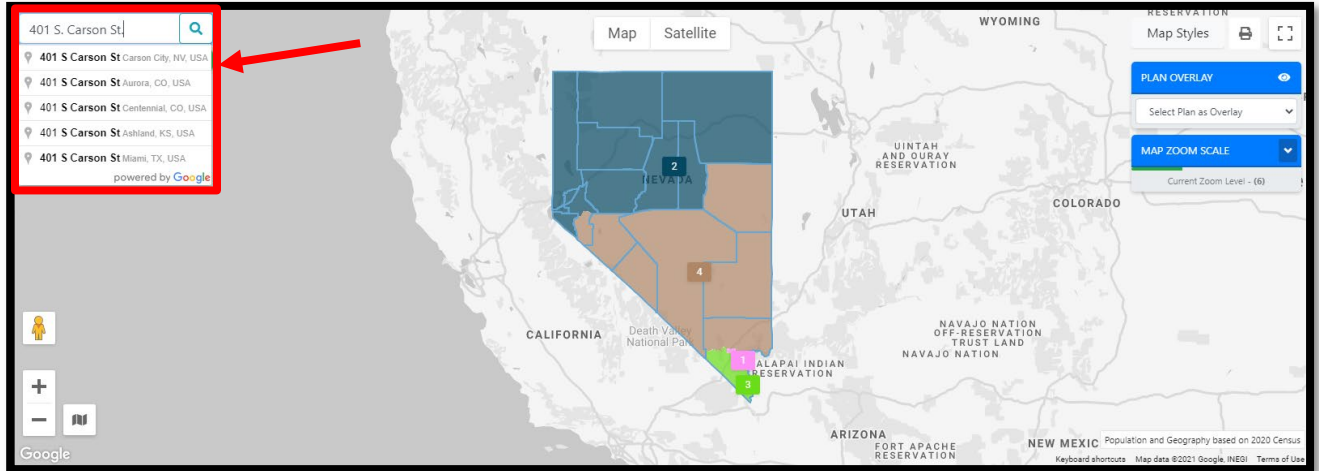 401 S. Carson St.
401 S Carson St Carson City, NV, USA
401 S Carson St Aurora, CO, USA
401 S Carson St Centennial, CO, USA
401 S Carson St Ashland, KS, USA
401 S Carson St Miami, TX, USA
powered by Google
Map Satellite
WYOMING
RESERVATION
Map Styles
PLAN OVERLAY
Select Plan as Overlay
MAP ZOOM SCALE
Current Zoom Level - (6)
2
NEVADA
UINTAH
AND OURAY
RESERVATION
UTAH
COLORADO
4
CALIFORNIA
Death Valley
National Park
NAVAJO NATION
OFF-RESERVATION
TRUST LAND
NAVAJO NATION
1
ALAPAI INDIAN
RESERVATION
3
ARIZONA
FORT APACHE
RESERVATION
NEW MEXIC
Population and Geography based on 2020 Census
Google
Keyboard shortcuts Map data ©2021 Google, INEGI Terms of Use